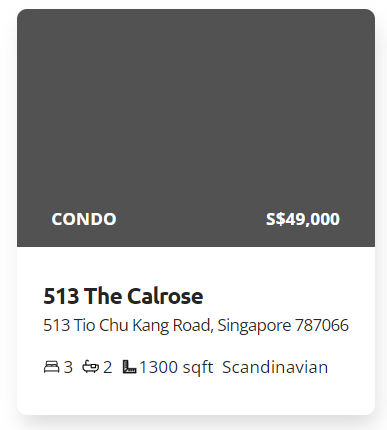 CONDO S$49,000
513 The Calrose
513 Tio Chu Kang Road, Singapore 787066
3 2 1300 sqft Scandinavian